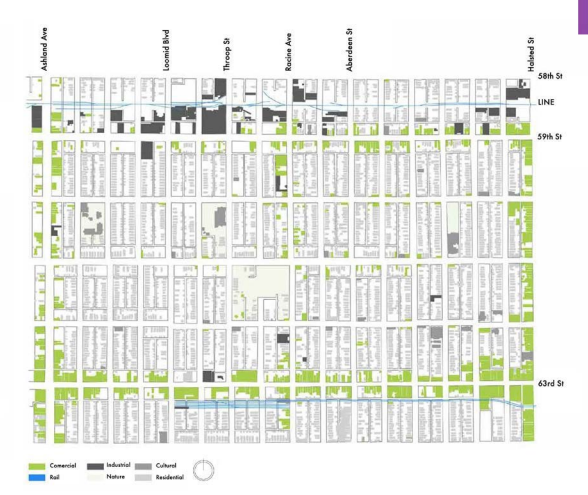 Ashland Ave
Loomid Blvd
Throop St
Racine Ave
Aberdeen St
Halsted St
58th St
LINE
59th St
63rd St
Comercial
Industrial
Cultural
Rail
Nature
Residential